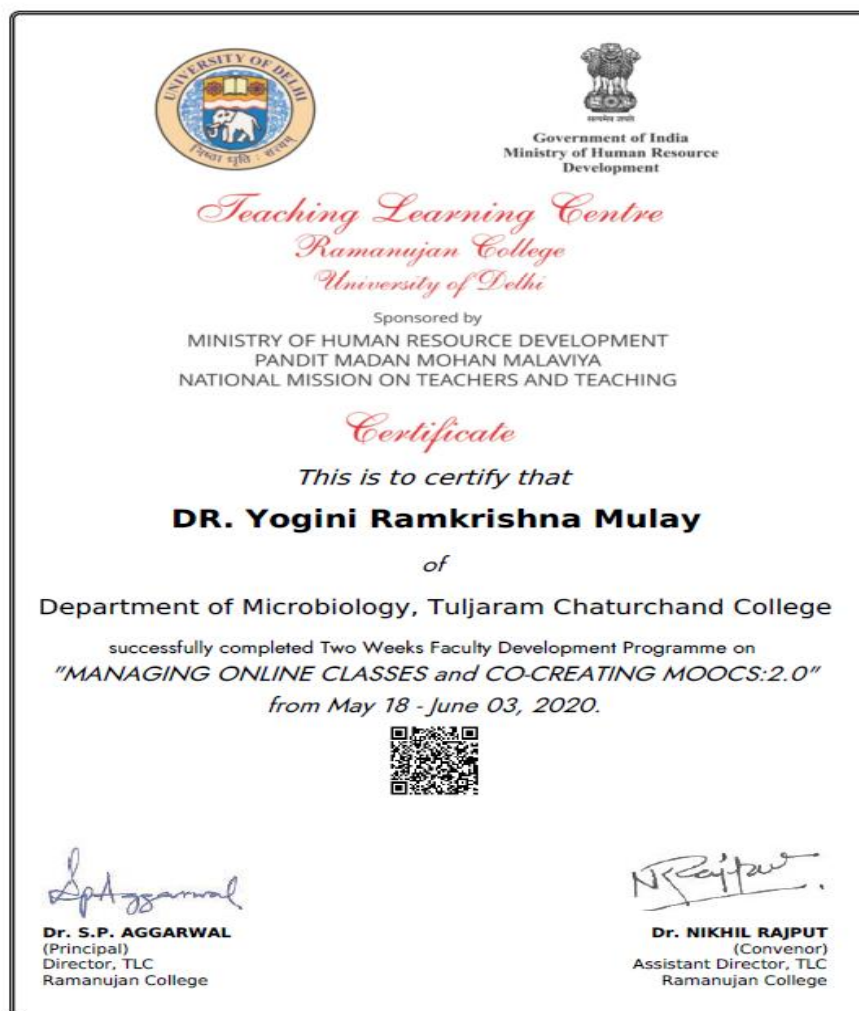 UNIVERSITY OF DELHI
निष्ठा धृति: सत्यम्
सत्यमेव जयते
Government of India
Ministry of Human Resource
Development
Teaching Learning Centre
Ramanujan College
University of Delhi
Sponsored by
MINISTRY OF HUMAN RESOURCE DEVELOPMENT
PANDIT MADAN MOHAN MALAVIYA
NATIONAL MISSION ON TEACHERS AND TEACHING
Certificate
This is to certify that
DR. Yogini Ramkrishna Mulay
of
Department of Microbiology, Tuljaram Chaturchand College
successfully completed Two Weeks Faculty Development Programme on
"MANAGING ONLINE CLASSES and CO-CREATING MOOCS:2.0"
from May 18 - June 03, 2020.
SpAggarwal
NRajput
Dr. S.P. AGGARWAL
(Principal)
Director, TLC
Ramanujan College
Dr. NIKHIL RAJPUT
(Convenor)
Assistant Director, TLC
Ramanujan College